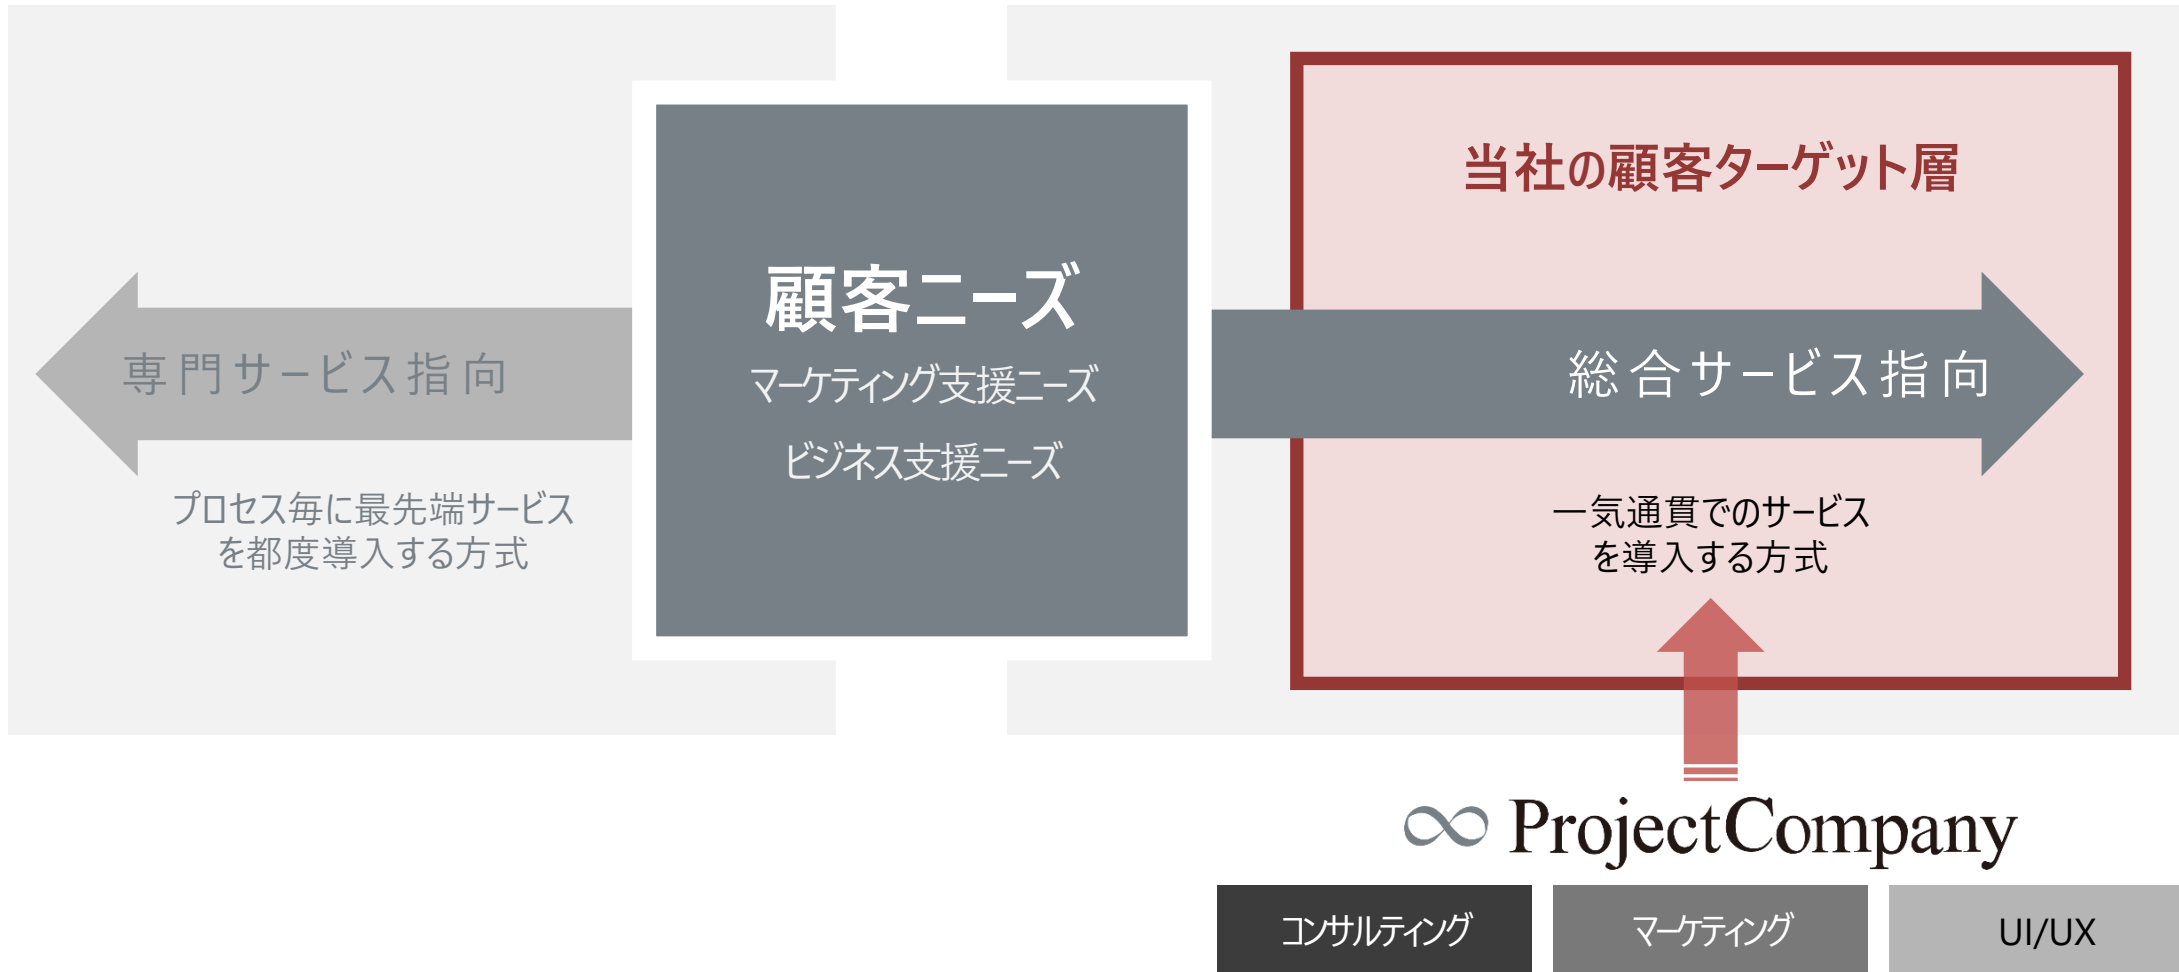 専門サービス指向
プロセス毎に最先端サービス
を都度導入する方式
顧客ニーズ
マーケティング支援ニーズ
ビジネス支援ニーズ
当社の顧客ターゲット層
総合サービス指向
一気通貫でのサービス
を導入する方式
ProjectCompany
コンサルティング
マーケティング
UI/UX